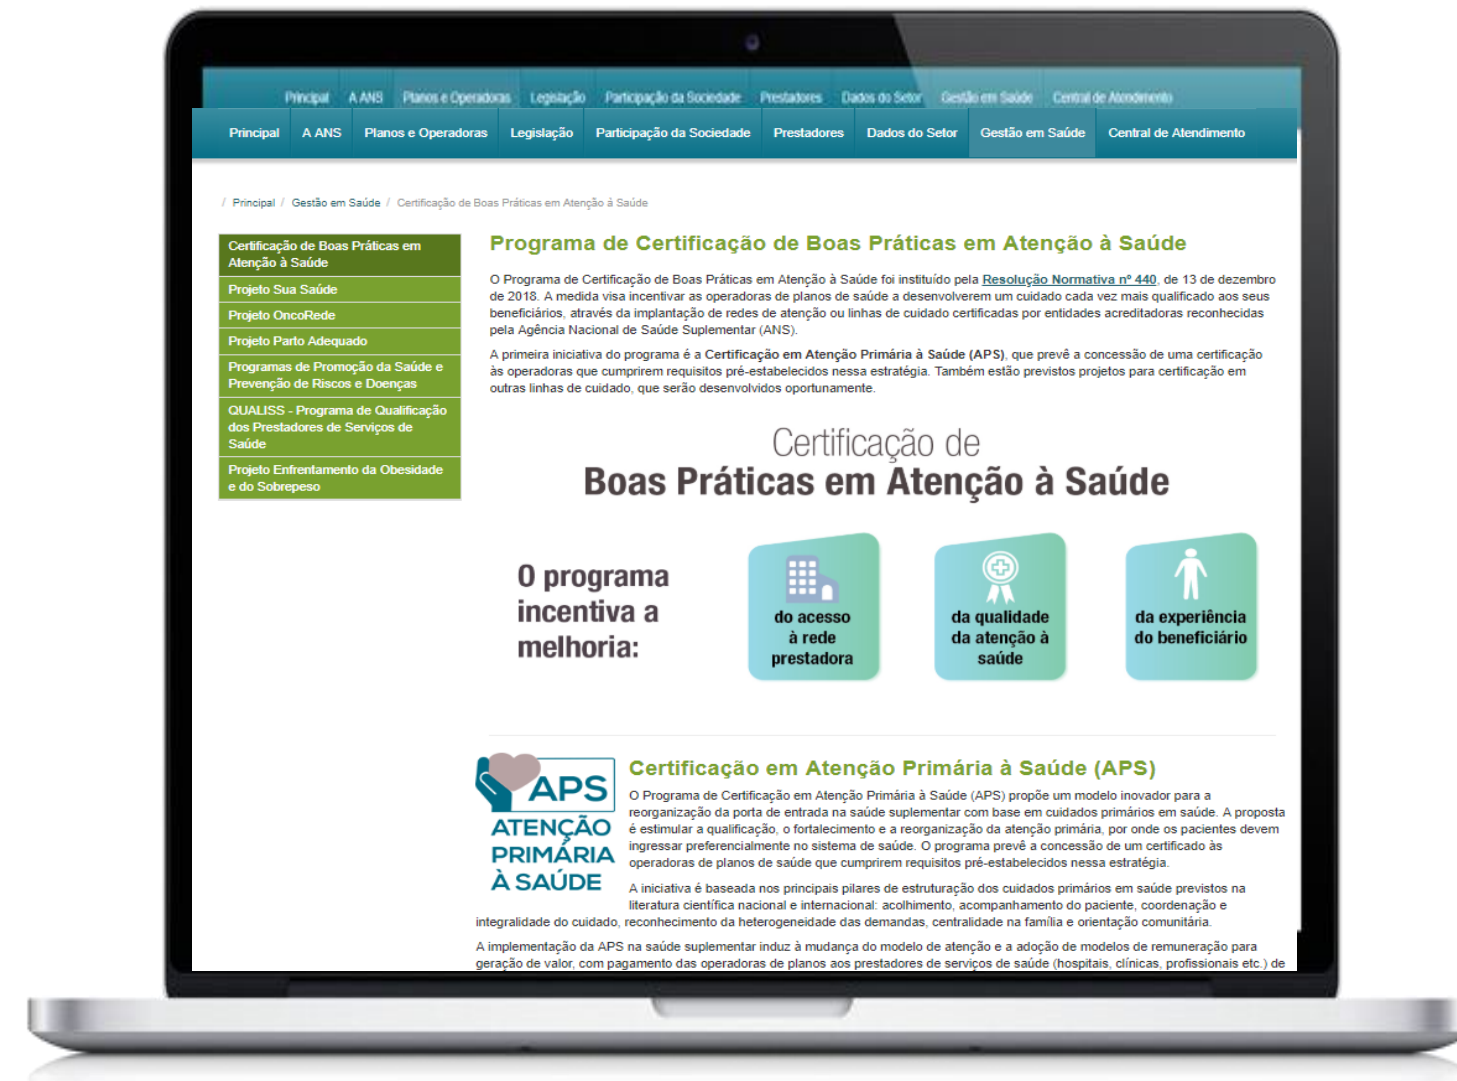 Principal A ANS Planos e Operadoras Legislação Participação da Sociedade Prestadores Dados do Setor Gestão em Saúde Central de Atendimento
Principal A ANS Planos e Operadoras Legislação Participação da Sociedade Prestadores Dados do Setor Gestão em Saúde Central de Atendimento
/ Principal / Gestão em Saúde / Certificação de Boas Práticas em Atenção à Saúde
Certificação de Boas Práticas em
Atenção à Saúde
Projeto Sua Saúde
Projeto OncoRede
Projeto Parto Adequado
Programas de Promoção da Saúde e
Prevenção de Riscos e Doenças
QUALISS - Programa de Qualificação
dos Prestadores de Serviços de
Saúde
Projeto Enfrentamento da Obesidade
e do Sobrepeso
Programa de Certificação de Boas Práticas em Atenção à Saúde
O Programa de Certificação de Boas Práticas em Atenção à Saúde foi instituído pela Resolução Normativa nº 440, de 13 de dezembro
de 2018. A medida visa incentivar as operadoras de planos de saúde a desenvolverem um cuidado cada vez mais qualificado aos seus
beneficiários, através da implantação de redes de atenção ou linhas de cuidado certificadas por entidades acreditadoras reconhecidas
pela Agência Nacional de Saúde Suplementar (ANS).
A primeira iniciativa do programa é a Certificação em Atenção Primária à Saúde (APS), que prevê a concessão de uma certificação
às operadoras que cumprirem requisitos pré-estabelecidos nessa estratégia. Também estão previstos projetos para certificação em
outras linhas de cuidado, que serão desenvolvidos oportunamente.
Certificação de
Boas Práticas em Atenção à Saúde
O programa
incentiva a
melhoria:
do acesso
à rede
prestadora
da qualidade
da atenção à
saúde
da experiência
do beneficiário
APS
ATENÇÃO
PRIMÁRIA
À SAÚDE
Certificação em Atenção Primária à Saúde (APS)
O Programa de Certificação em Atenção Primária à Saúde (APS) propõe um modelo inovador para a
reorganização da porta de entrada na saúde suplementar com base em cuidados primários em saúde. A proposta
é estimular a qualificação, o fortalecimento e a reorganização da atenção primária, por onde os pacientes devem
ingressar preferencialmente no sistema de saúde. O programa prevê a concessão de um certificado às
operadoras de planos de saúde que cumprirem requisitos pré-estabelecidos nessa estratégia.
A iniciativa é baseada nos principais pilares de estruturação dos cuidados primários em saúde previstos na
literatura científica nacional e internacional: acolhimento, acompanhamento do paciente, coordenação e
integralidade do cuidado, reconhecimento da heterogeneidade das demandas, centralidade na família e orientação comunitária.
A implementação da APS na saúde suplementar induz à mudança do modelo de atenção e a adoção de modelos de remuneração para
geração de valor, com pagamento das operadoras de planos aos prestadores de serviços de saúde (hospitais, clínicas, profissionais etc.) de